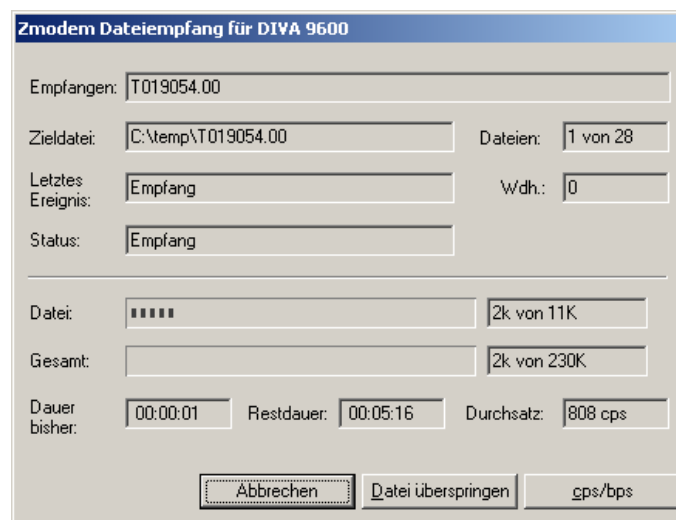 Zmodem Dateiempfang für DIVA 9600
Empfangen: T019054.00
Zieldatei: C:\temp\T019054.00 Dateien: 1 von 28
Letztes Ereignis: Empfang Wdh.: 0
Status: Empfang
Datei: 2k von 11K
Gesamt: 2k von 230K
Dauer bisher: 00:00:01 Restdauer: 00:05:16 Durchsatz: 808 cps
Abbrechen Datei überspringen cps/bps